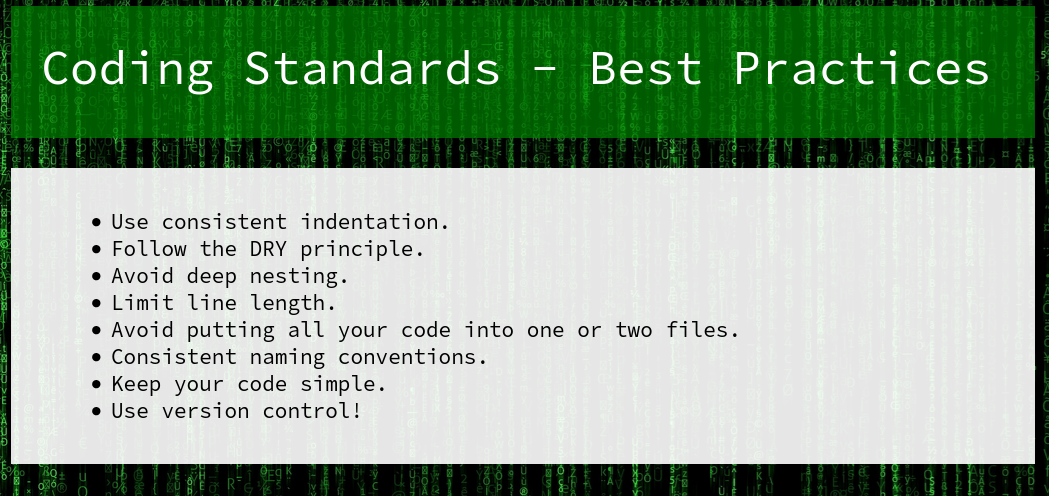 Coding Standards – Best Practices
• Use consistent indentation.
• Follow the DRY principle.
• Avoid deep nesting.
• Limit line length.
• Avoid putting all your code into one or two files.
• Consistent naming conventions.
• Keep your code simple.
• Use version control!